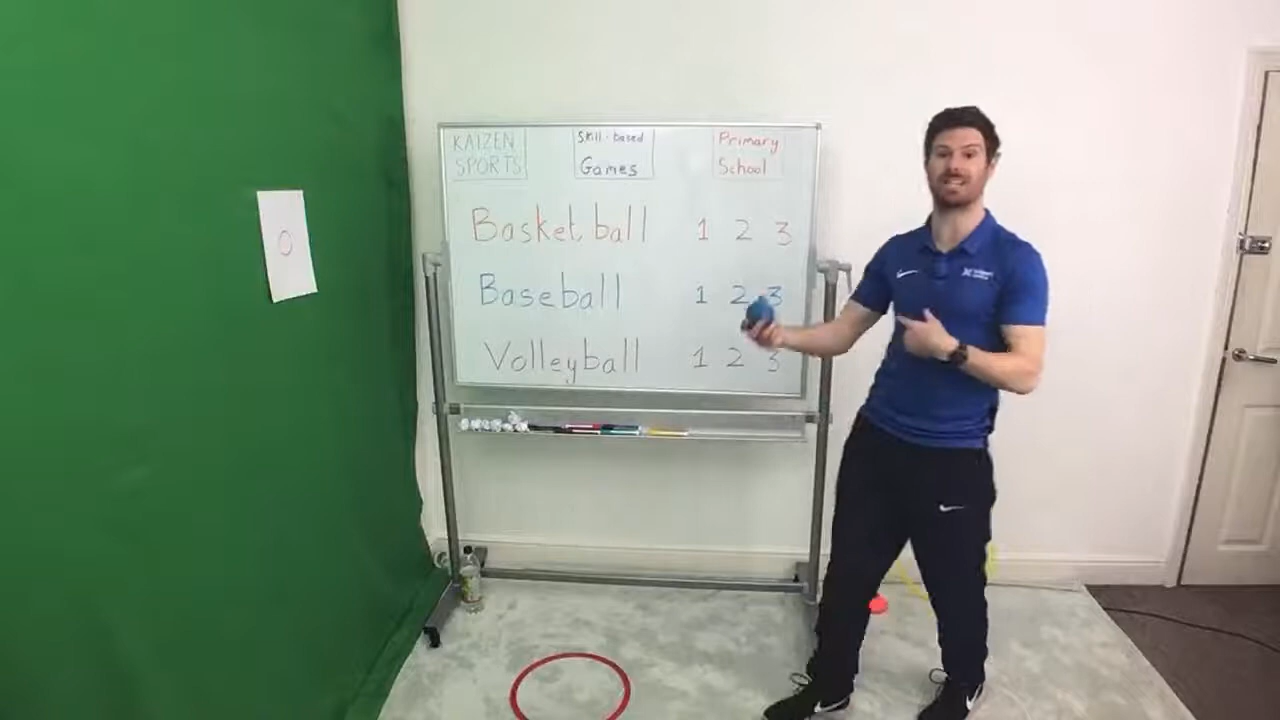 O
KAIZEN
SPORTS
Skill-based
Games
Primary
School
Basketball 1 2 3
Baseball 1 2 3
Volleyball 1 2 3